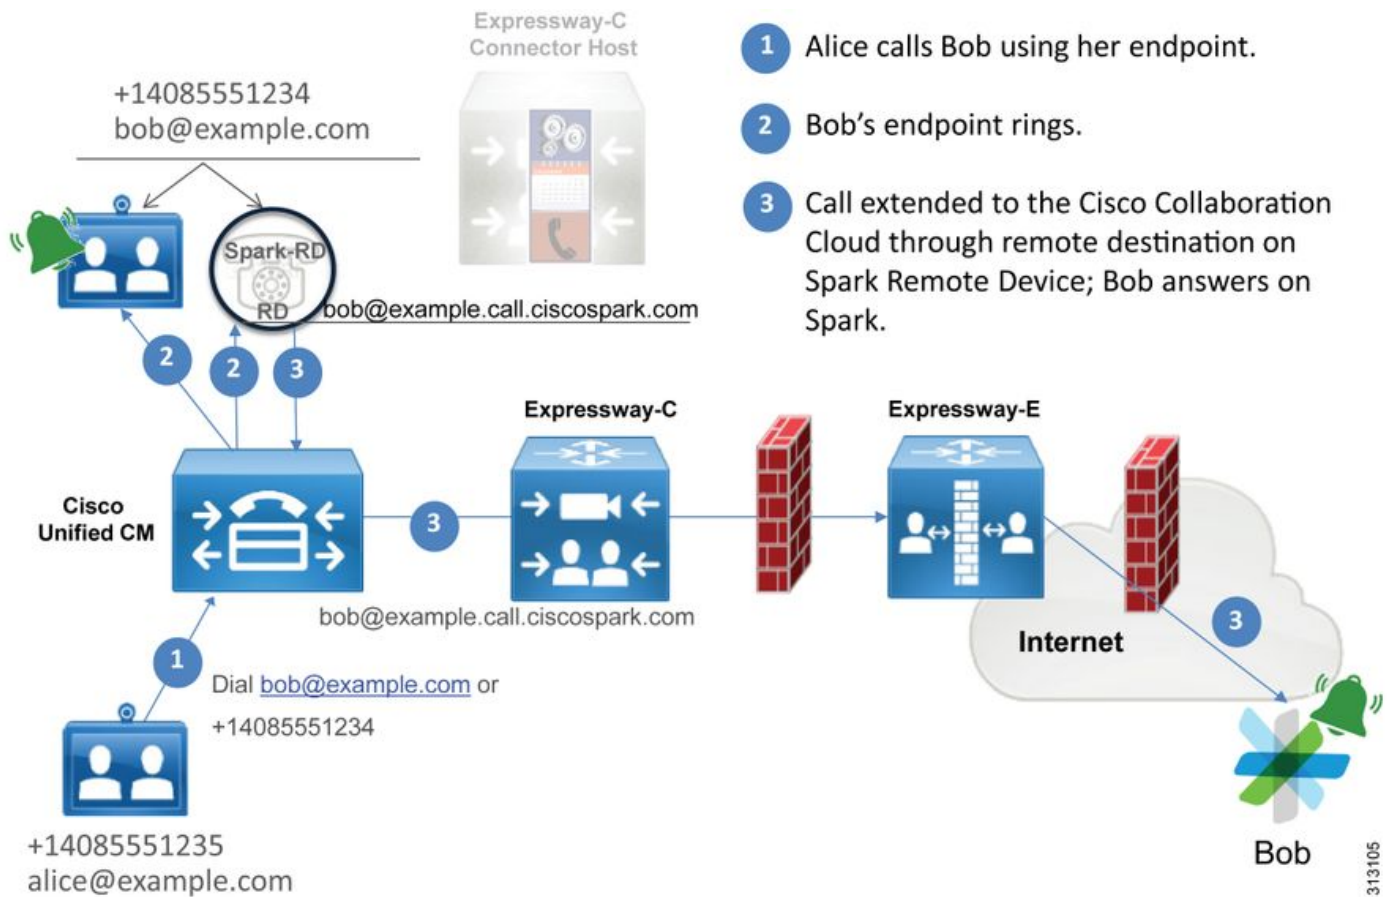 Expressway-C
Connector Host
1 Alice calls Bob using her endpoint.
+14085551234
bob@example.com
2 Bob’s endpoint rings.
3 Call extended to the Cisco Collaboration
Cloud through remote destination on
Spark Remote Device; Bob answers on
Spark.
Spark-RD
RD
bob@example.call.ciscospark.com
2
2
3
Expressway-C
Expressway-E
Cisco
Unified CM
3
bob@example.call.ciscospark.com
Internet
3
1
Dial bob@example.com or
+14085551234
+14085551235
alice@example.com
Bob
313105